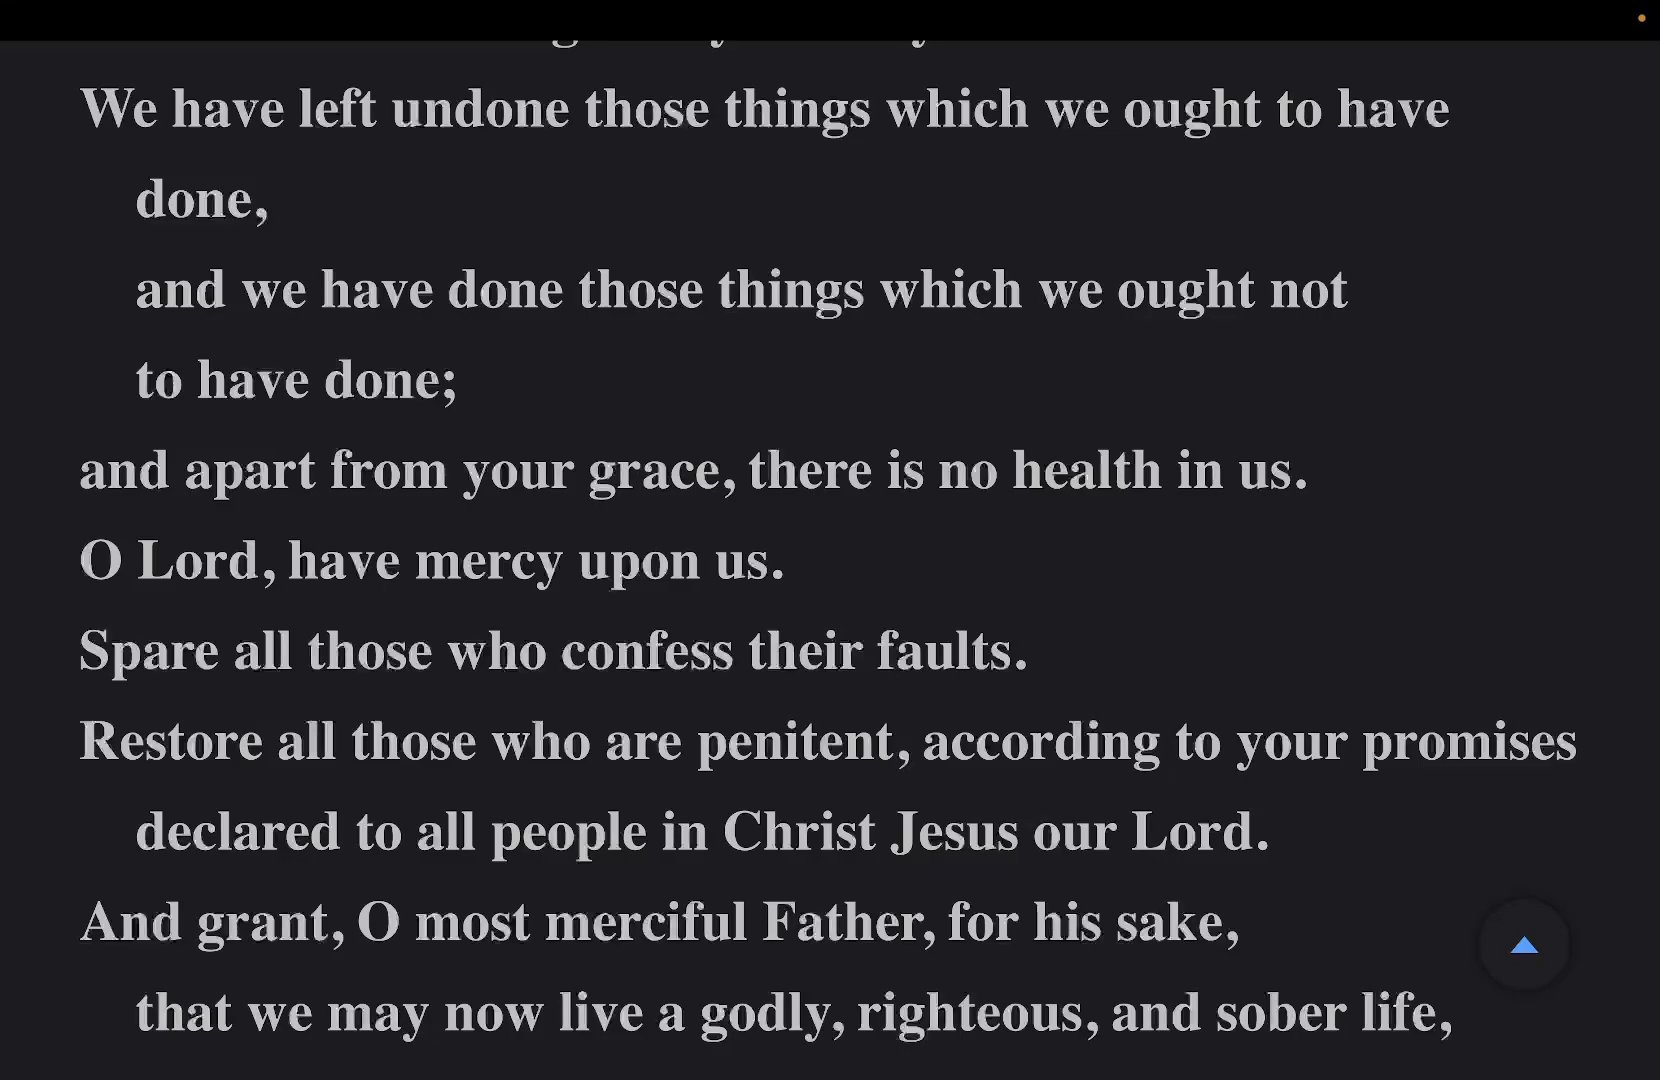 We have left undone those things which we ought to have
done,
and we have done those things which we ought not
to have done;
and apart from your grace, there is no health in us.
O Lord, have mercy upon us.
Spare all those who confess their faults.
Restore all those who are penitent, according to your promises
declared to all people in Christ Jesus our Lord.
And grant, O most merciful Father, for his sake,
that we may now live a godly, righteous, and sober life,